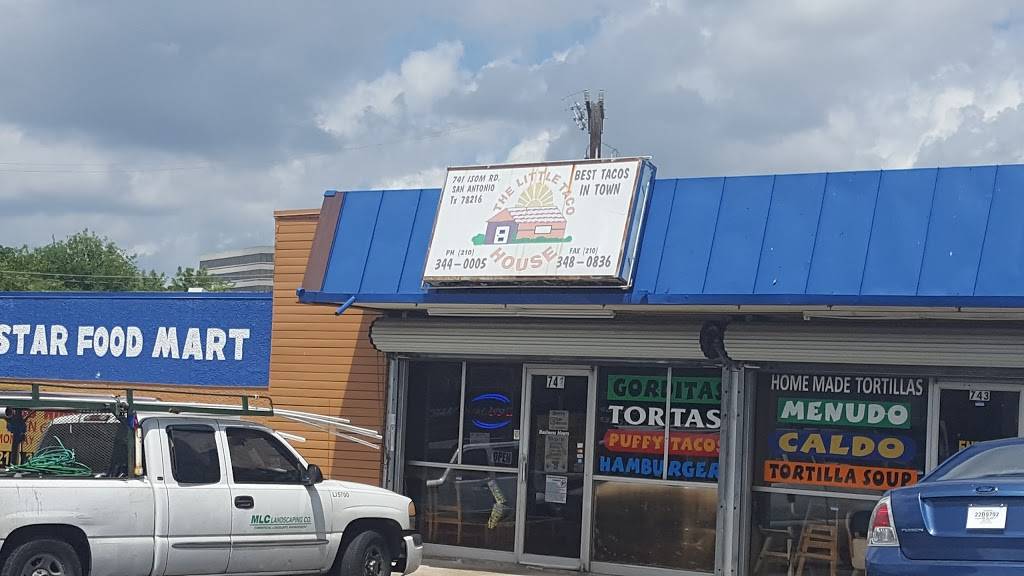 741 ISOM RD.
SAN ANTONIO
Tx 78216
THE LITTLE TACO
HOUSE
BEST TACOS
IN TOWN
PH (210)
344-0005
FAX (210)
348-0836
STAR FOOD MART
741
GORDITAS
TORTAS
PUFFY TACOS
HAMBURGER
OPEN
HOME MADE TORTILLAS
MENUDO
CALDO
TORTILLA SOUP
743
MLC LANDSCAPING CO.